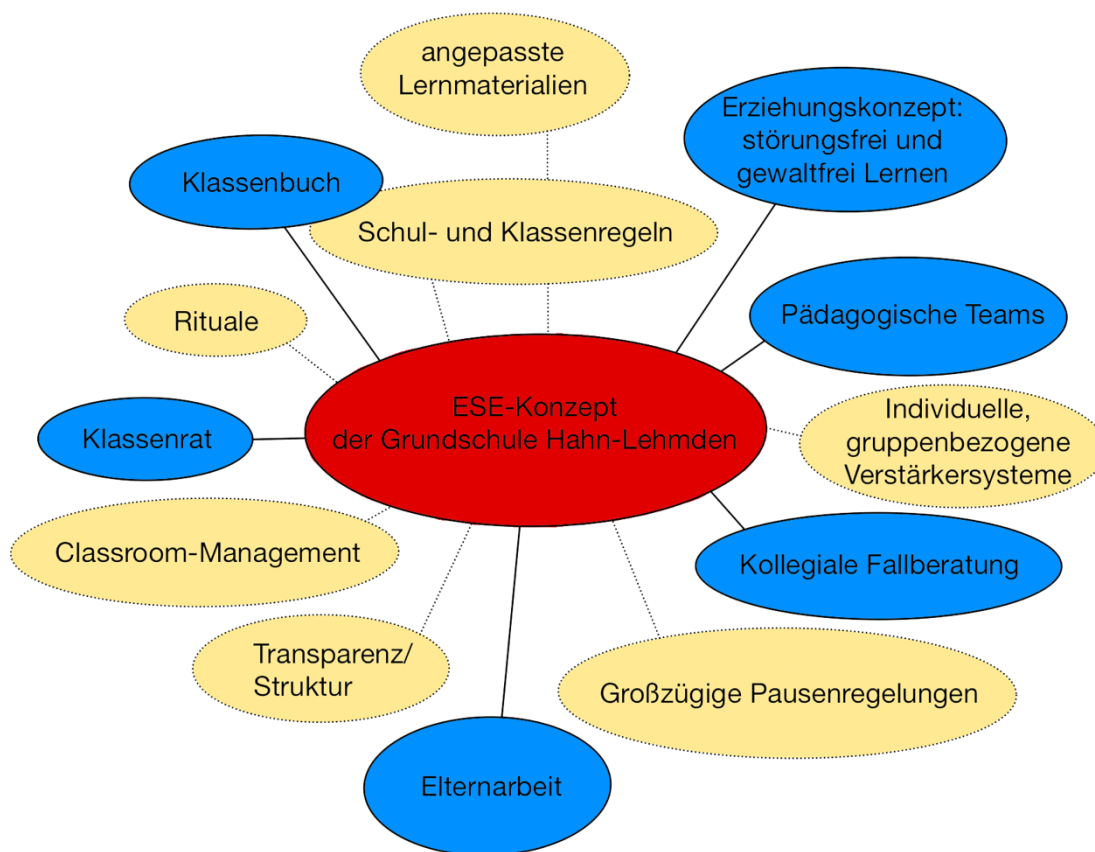 angepasste
Lernmaterialien
Erziehungskonzept:
störungsfrei und
gewaltfrei Lernen
Klassenbuch
Schul- und Klassenregeln
Rituale
Pädagogische Teams
ESE-Konzept
der Grundschule Hahn-Lehmden
Klassenrat
Individuelle,
gruppenbezogene
Verstärkersysteme
Classroom-Management
Kollegiale Fallberatung
Transparenz/
Struktur
Großzügige Pausenregelungen
Elternarbeit